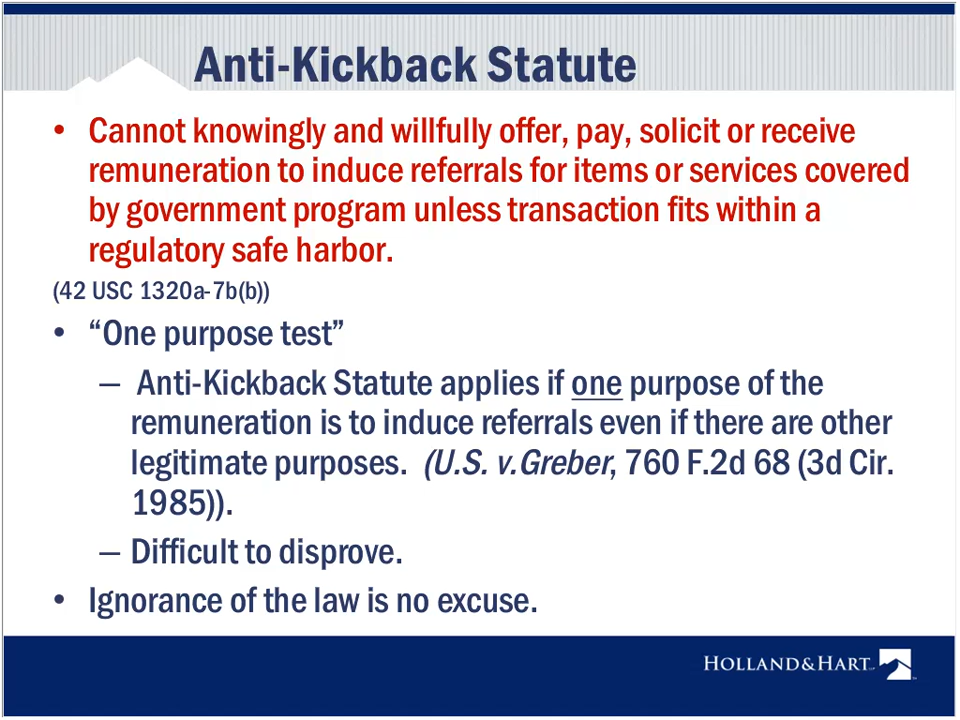 Anti-Kickback Statute
• Cannot knowingly and willfully offer, pay, solicit or receive
remuneration to induce referrals for items or services covered
by government program unless transaction fits within a
regulatory safe harbor.
(42 USC 1320a-7b(b))
• “One purpose test”
– Anti-Kickback Statute applies if one purpose of the
remuneration is to induce referrals even if there are other
legitimate purposes. (U.S. v.Greber, 760 F.2d 68 (3d Cir.
1985)).
– Difficult to disprove.
• Ignorance of the law is no excuse.
HOLLAND&HART